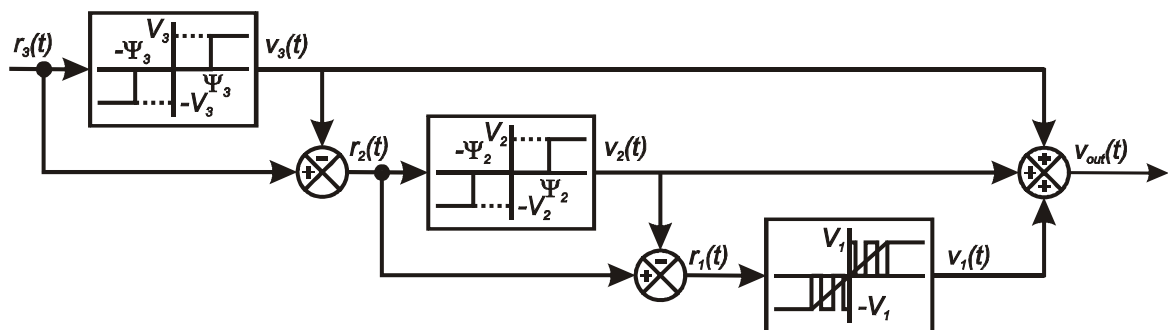 r3(t)
-Ψ3
V3
Ψ3
-V3
v3(t)
-
+
r2(t)
-Ψ2
V2
Ψ2
-V2
v2(t)
+
+
+
vout(t)
-
+
r1(t)
V1
-V1
v1(t)